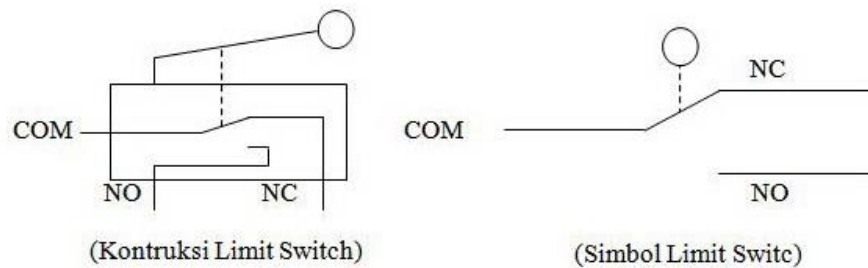 COM
NO
NC
(Kontruksi Limit Switch)
COM
NC
NO
(Simbol Limit Switc)